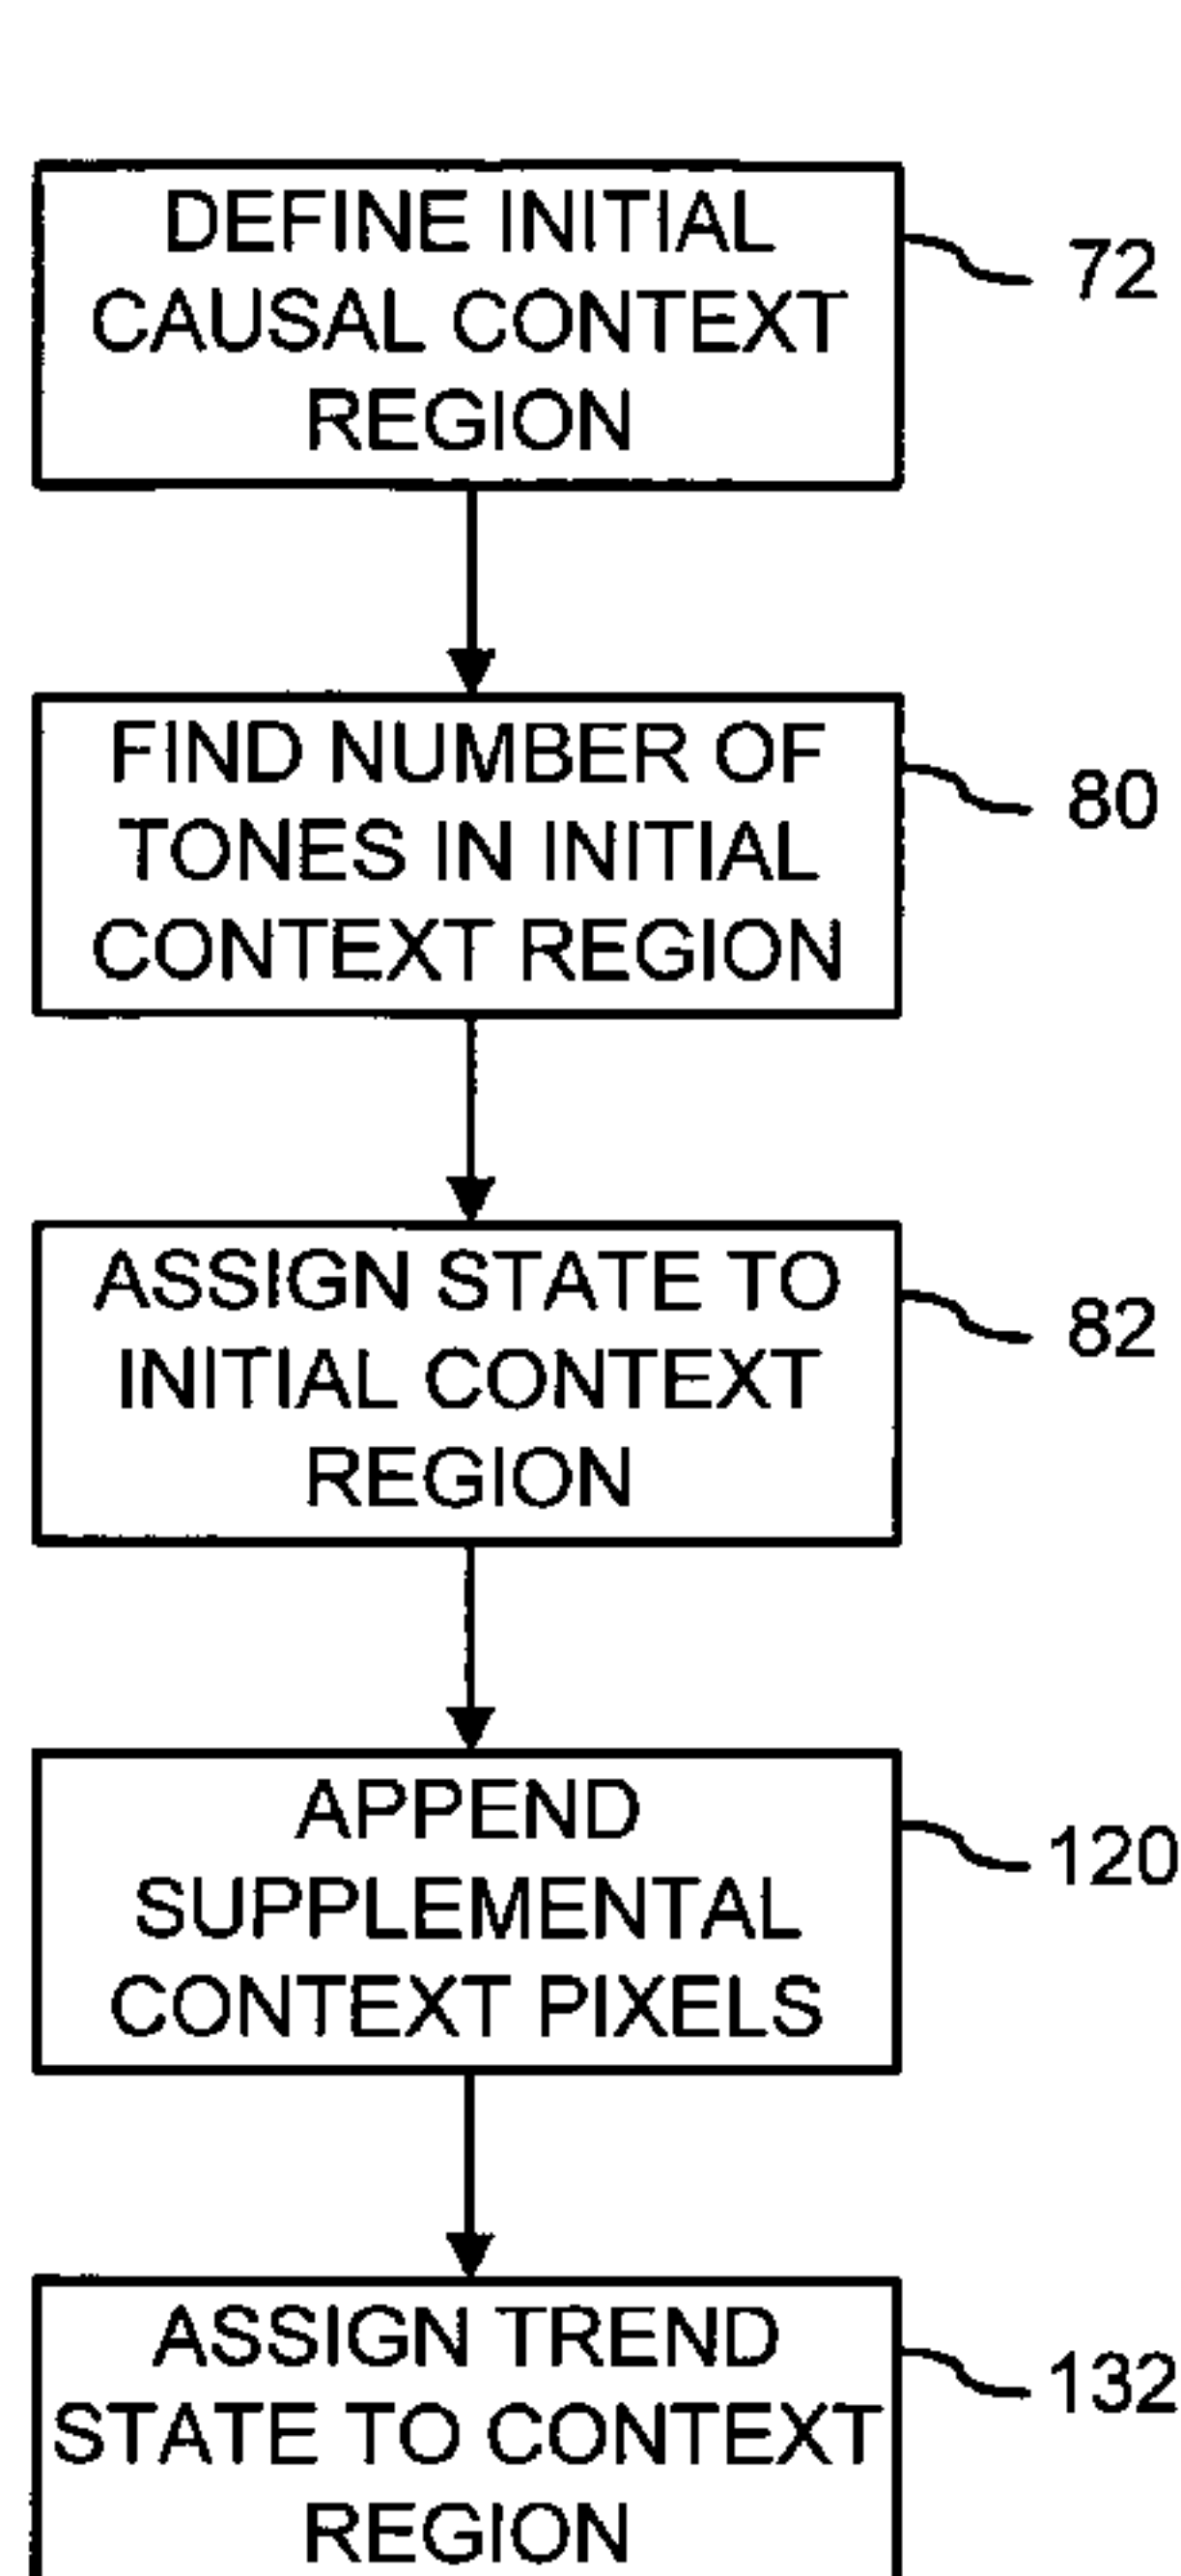 DEFINE INITIAL
CAUSAL CONTEXT
REGION
72
FIND NUMBER OF
TONES IN INITIAL
CONTEXT REGION
80
ASSIGN STATE TO
INITIAL CONTEXT
REGION
82
APPEND
SUPPLEMENTAL
CONTEXT PIXELS
120
ASSIGN TREND
STATE TO CONTEXT
REGION
132